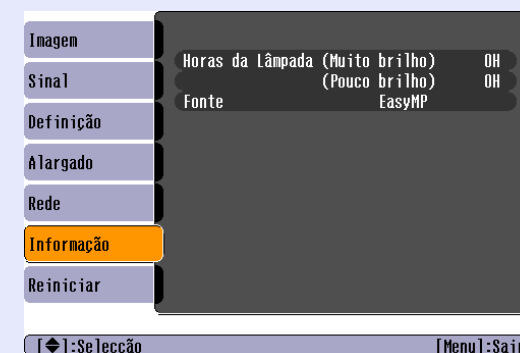 Imagem
Sinal
Definição
Alargado
Rede
Informação
Reiniciar
Horas da Lâmpada (Muito brilho) 0H
(Pouco brilho) 0H
Fonte EasyMP
[◆]:Selecção [Menu]:Sair